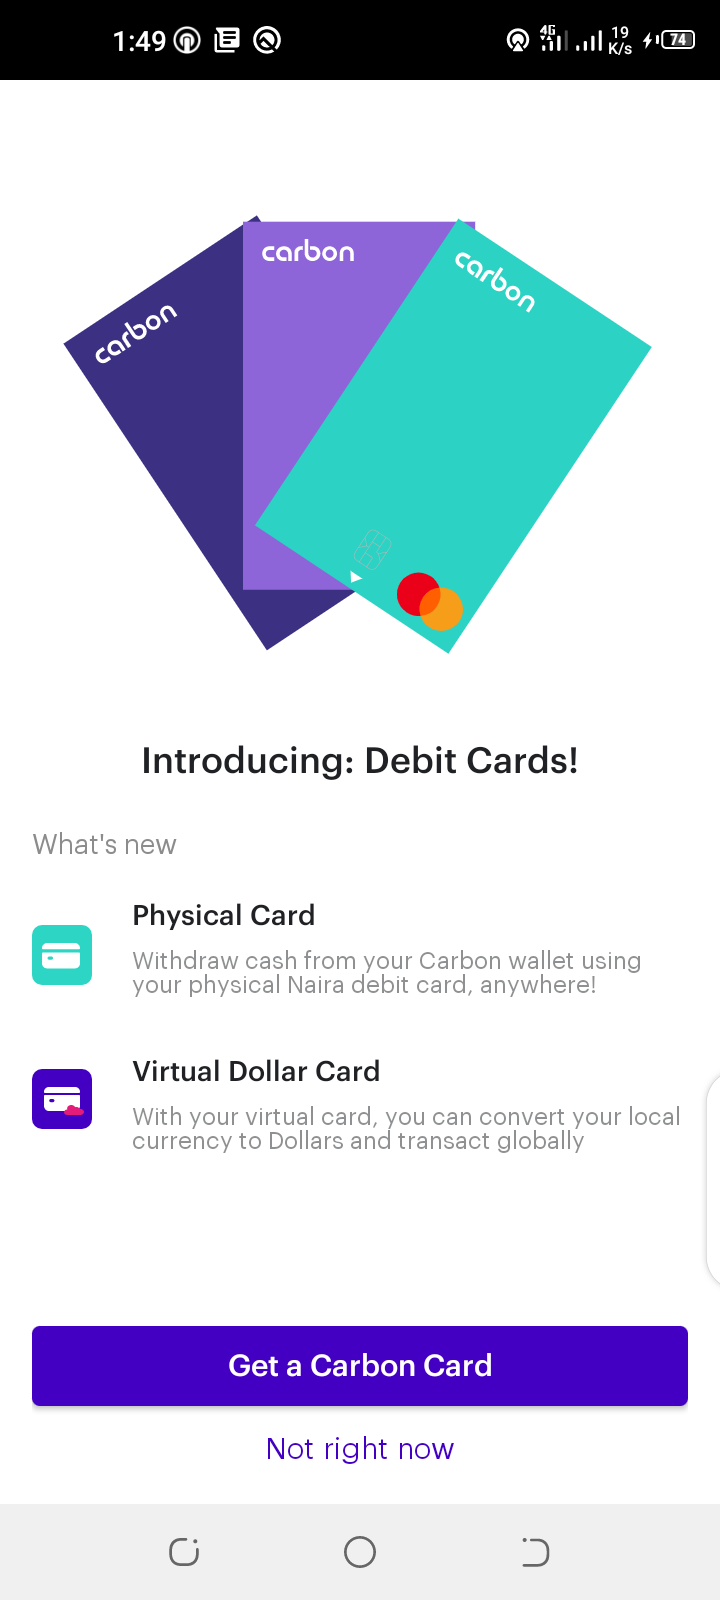 1:49
4G
19
K/s
74
carbon
carbon
carbon
Introducing: Debit Cards!
What's new
Physical Card
Withdraw cash from your Carbon wallet using
your physical Naira debit card, anywhere!
Virtual Dollar Card
With your virtual card, you can convert your local
currency to Dollars and transact globally
Get a Carbon Card
Not right now